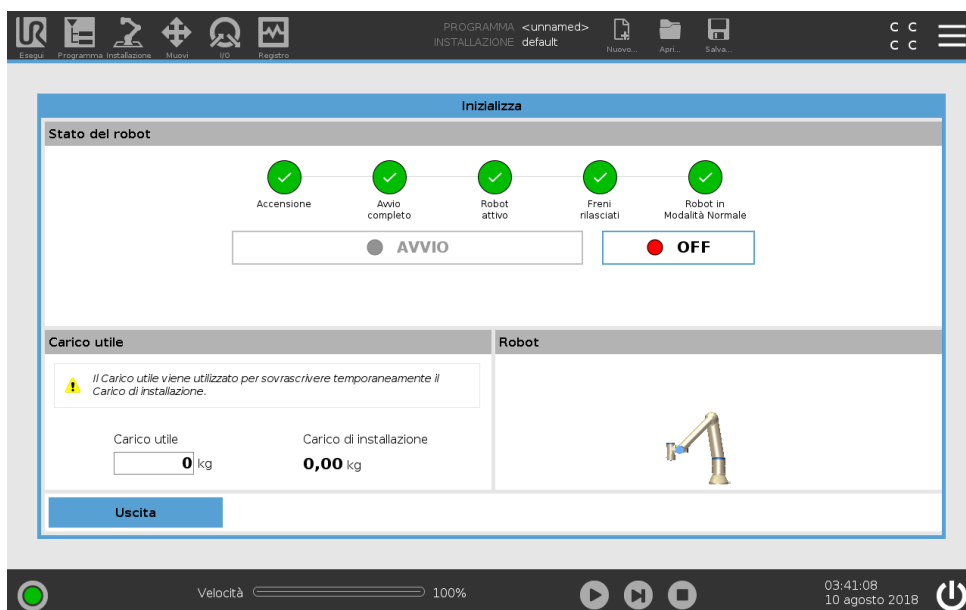 UR
PROGRAMMA <unnamed>
INSTALLAZIONE default
Esegui Programma Installazione Muovi I/O Registro
Nuovo... Apri... Salva...
C C
C C
Inizializza
Stato del robot
Accensione
Avvio
completo
Robot
attivo
Freni
rilasciati
Robot in
Modalità Normale
AVVIO
OFF
Carico utile
Robot
Il Carico utile viene utilizzato per sovrascrivere temporaneamente il
Carico di installazione.
Carico utile
0 kg
Carico di installazione
0,00 kg
Uscita
Velocità 100%
03:41:08
10 agosto 2018